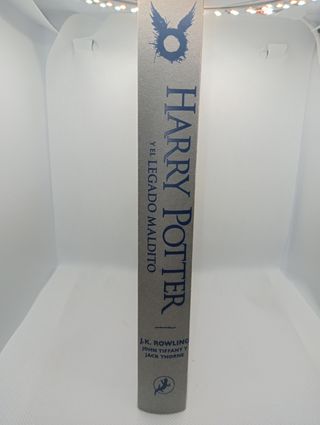 HARRY POTTER
Y EL LEGADO MALDITO
J.K. ROWLING
JOHN TIFFANY Y
JACK THORNE